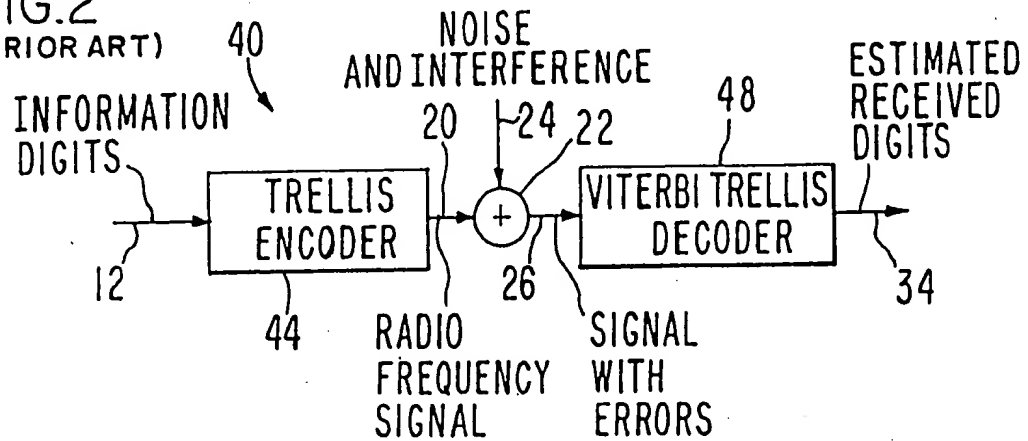 IG.2
RIOR ART)
40
NOISE
AND INTERFERENCE
ESTIMATED
RECEIVED
DIGITS
INFORMATION
DIGITS
20
24
22
48
TRELLIS
ENCODER
+
VITERBI TRELLIS
DECODER
12
44
26
34
RADIO
FREQUENCY
SIGNAL
SIGNAL
WITH
ERRORS